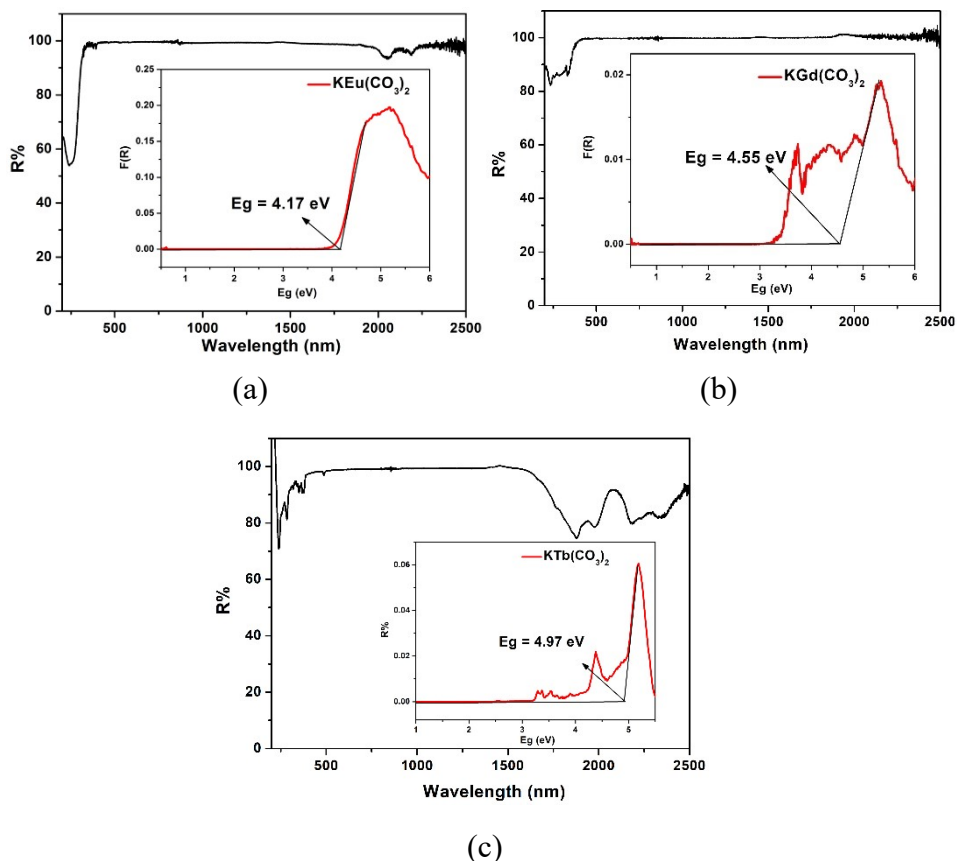 (a)
100
80
60
40
20
0
R%
500 1000 1500 2000 2500
Wavelength (nm)
0.25
0.20
0.15
0.10
0.05
0.00
F(R)
KEu(CO₃)₂
Eg = 4.17 eV
1 2 3 4 5 6
Eg (eV)
(b)
100
80
60
40
20
0
R%
500 1000 1500 2000 2500
Wavelength (nm)
0.02
0.01
0.00
F(R)
KGd(CO₃)₂
Eg = 4.55 eV
1 2 3 4 5 6
Eg (eV)
(a)
(b)
100
80
60
40
20
0
R%
500 1000 1500 2000 2500
Wavelength (nm)
0.06
0.04
0.02
0.00
R%
KTb(CO₃)₂
Eg = 4.97 eV
1 2 3 4 5
Eg (eV)
(c)